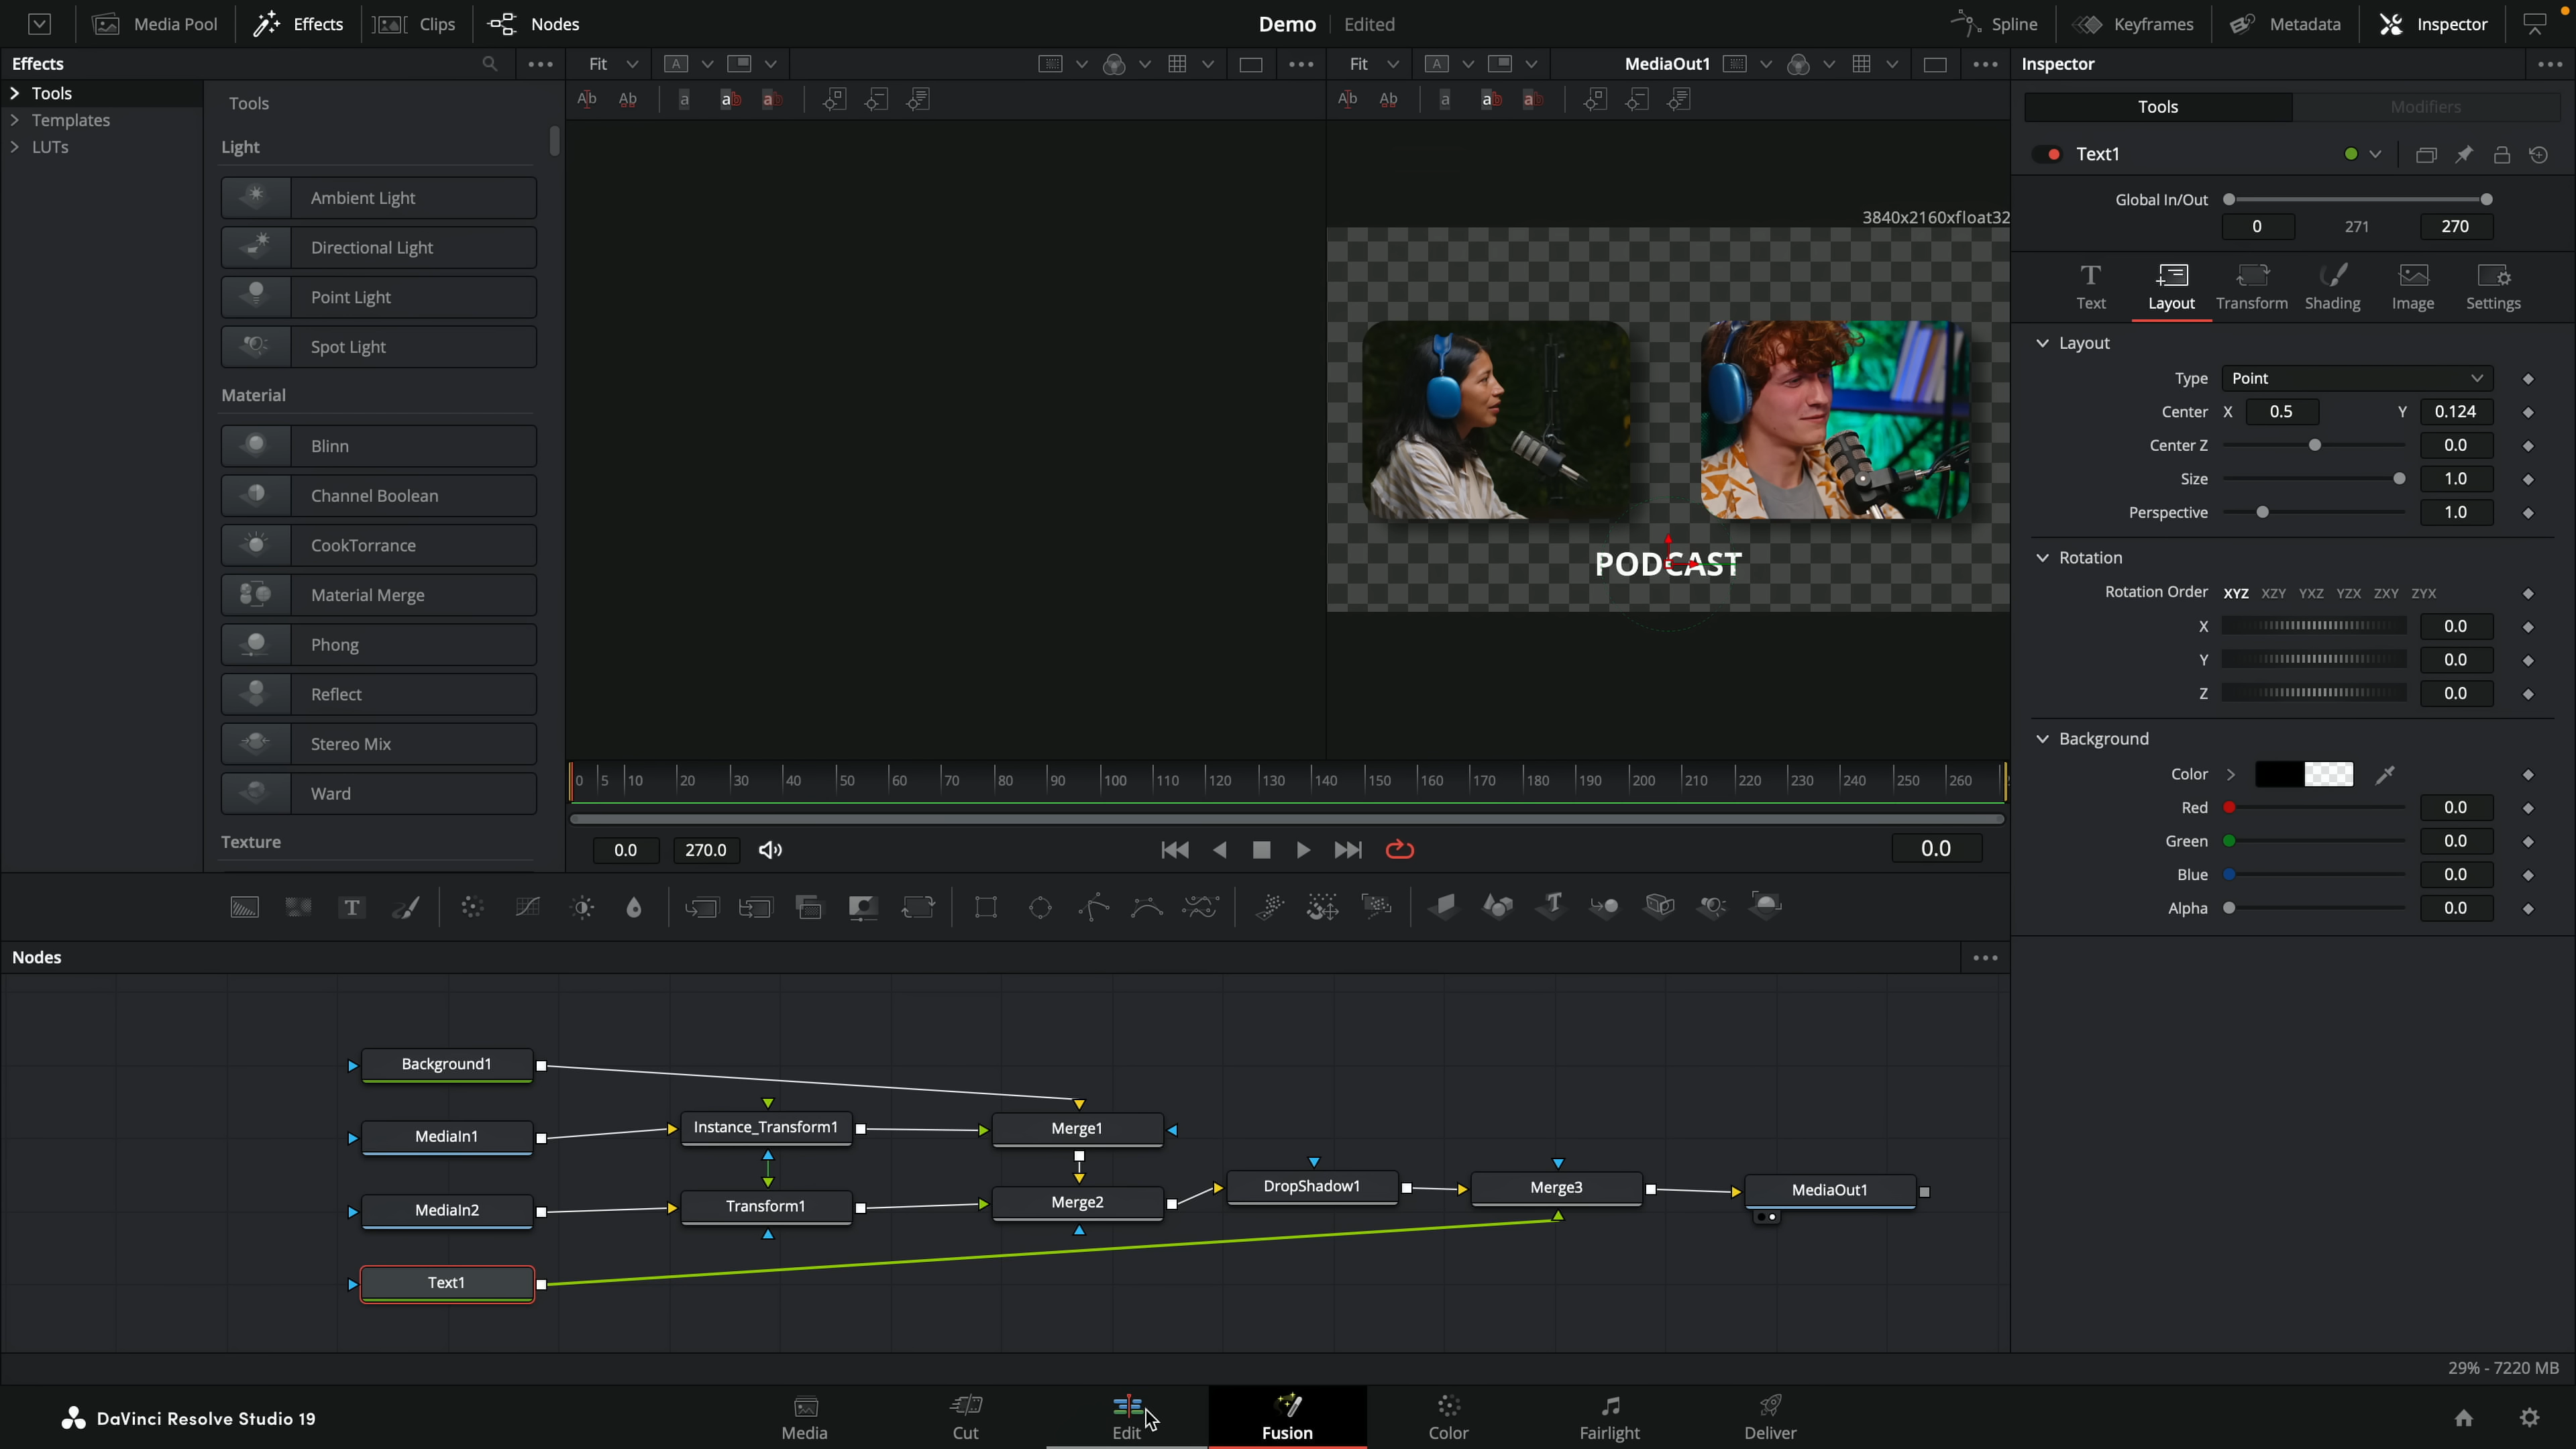 Media Pool Effects Clips Nodes Demo Edited Spline Keyframes Metadata Inspector
Effects Fit A Fit A MediaOut1 Inspector
Tools
Templates
LUTs
Tools
Light
Ambient Light
Directional Light
Point Light
Spot Light
Material
Blinn
Channel Boolean
CookTorrance
Material Merge
Phong
Reflect
Stereo Mix
Ward
Texture
Ab Ab a ab ab
Ab Ab a ab ab
3840x2160xfloat32
PODCAST
0 5 10 20 30 40 50 60 70 80 90 100 110 120 130 140 150 160 170 180 190 200 210 220 230 240 250 260
0.0 270.0 0.0
T T
Tools Modifiers
Text1
Global In/Out
0 271 270
T
Text Layout Transform Shading Image Settings
Layout
Type Point
Center X 0.5 Y 0.124
Center Z 0.0
Size 1.0
Perspective 1.0
Rotation
Rotation Order XYZ XZY YXZ YZX ZXY ZYX
X 0.0
Y 0.0
Z 0.0
Background
Color
Red 0.0
Green 0.0
Blue 0.0
Alpha 0.0
Nodes
Background1
MediaIn1 Instance_Transform1 Merge1
MediaIn2 Transform1 Merge2 DropShadow1 Merge3 MediaOut1
Text1
29% - 7220 MB
DaVinci Resolve Studio 19
Media Cut Edit Fusion Color Fairlight Deliver